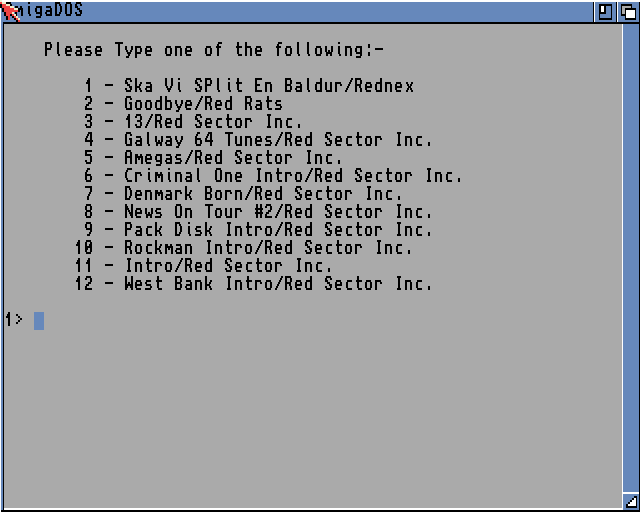 AmigaDOS
Please Type one of the following:-
1 - Ska Vi SPlit En Baldur/Rednex
2 - Goodbye/Red Rats
3 - 13/Red Sector Inc.
4 - Galway 64 Tunes/Red Sector Inc.
5 - Amegas/Red Sector Inc.
6 - Criminal One Intro/Red Sector Inc.
7 - Denmark Born/Red Sector Inc.
8 - News On Tour #2/Red Sector Inc.
9 - Pack Disk Intro/Red Sector Inc.
10 - Rockman Intro/Red Sector Inc.
11 - Intro/Red Sector Inc.
12 - West Bank Intro/Red Sector Inc.
1>